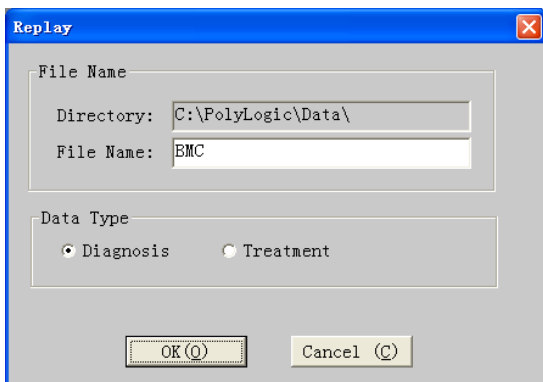 Replay
File Name
Directory: C:\PolyLogic\Data\
File Name: BMC
Data Type
Diagnosis Treatment
OK(O) Cancel (C)